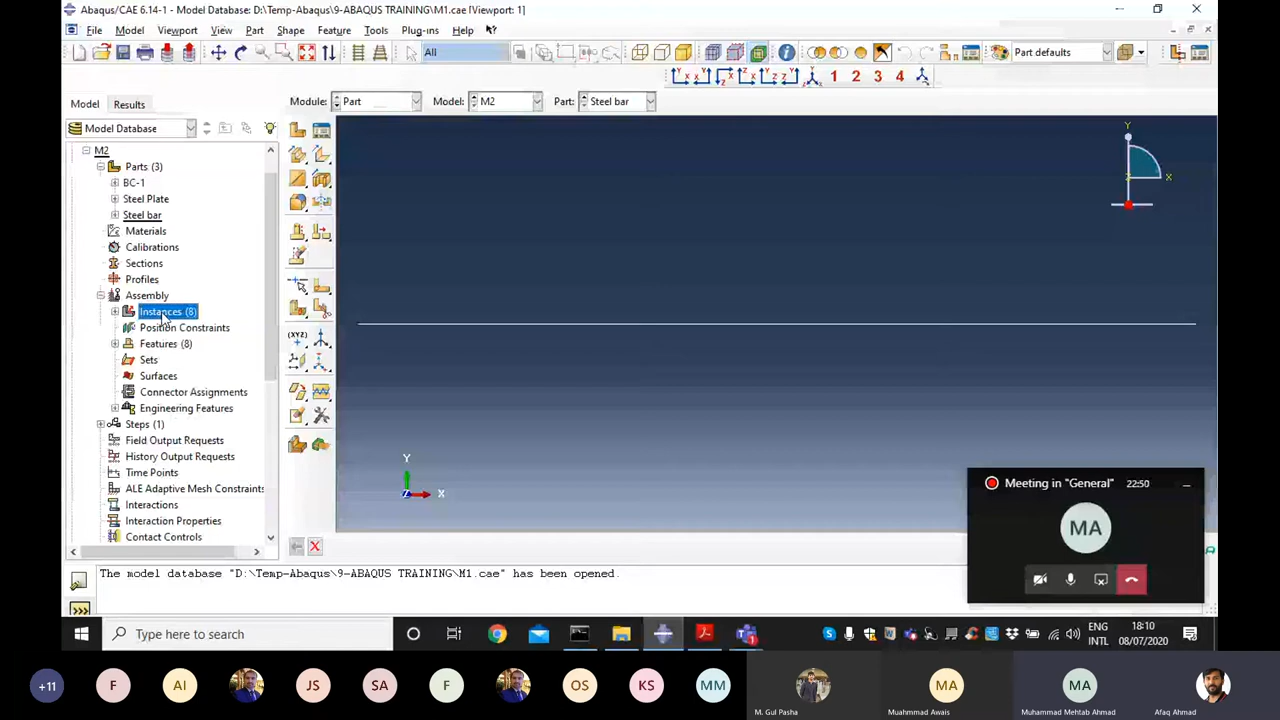 Abaqus/CAE 6.14-1 - Model Database: D:\Temp-Abaqus\9-ABAQUS TRAINING\M1.cae [Viewport: 1]
File Model Viewport View Part Shape Feature Tools Plug-ins Help
All
Part defaults
1 2 3 4
Model Results
Module: Part Model: M2 Part: Steel bar
Model Database
M2
Parts (3)
BC-1
Steel Plate
Steel bar
Materials
Calibrations
Sections
Profiles
Assembly
Instances (8)
Position Constraints
Features (8)
Sets
Surfaces
Connector Assignments
Engineering Features
Steps (1)
Field Output Requests
History Output Requests
Time Points
ALE Adaptive Mesh Constraints
Interactions
Interaction Properties
Contact Controls
(XYZ)
Y
X
Z
Y
X
Z
Meeting in "General" 22:50
MA
The model database "D:\Temp-Abaqus\9-ABAQUS TRAINING\M1.cae" has been opened.
Type here to search
ENG
INTL
18:10
08/07/2020
+11 F AI JS SA F OS KS MM MA MA
M. Gul Pasha Muahmmad Awais Muhammad Mehtab Ahmad Afaq Ahmad